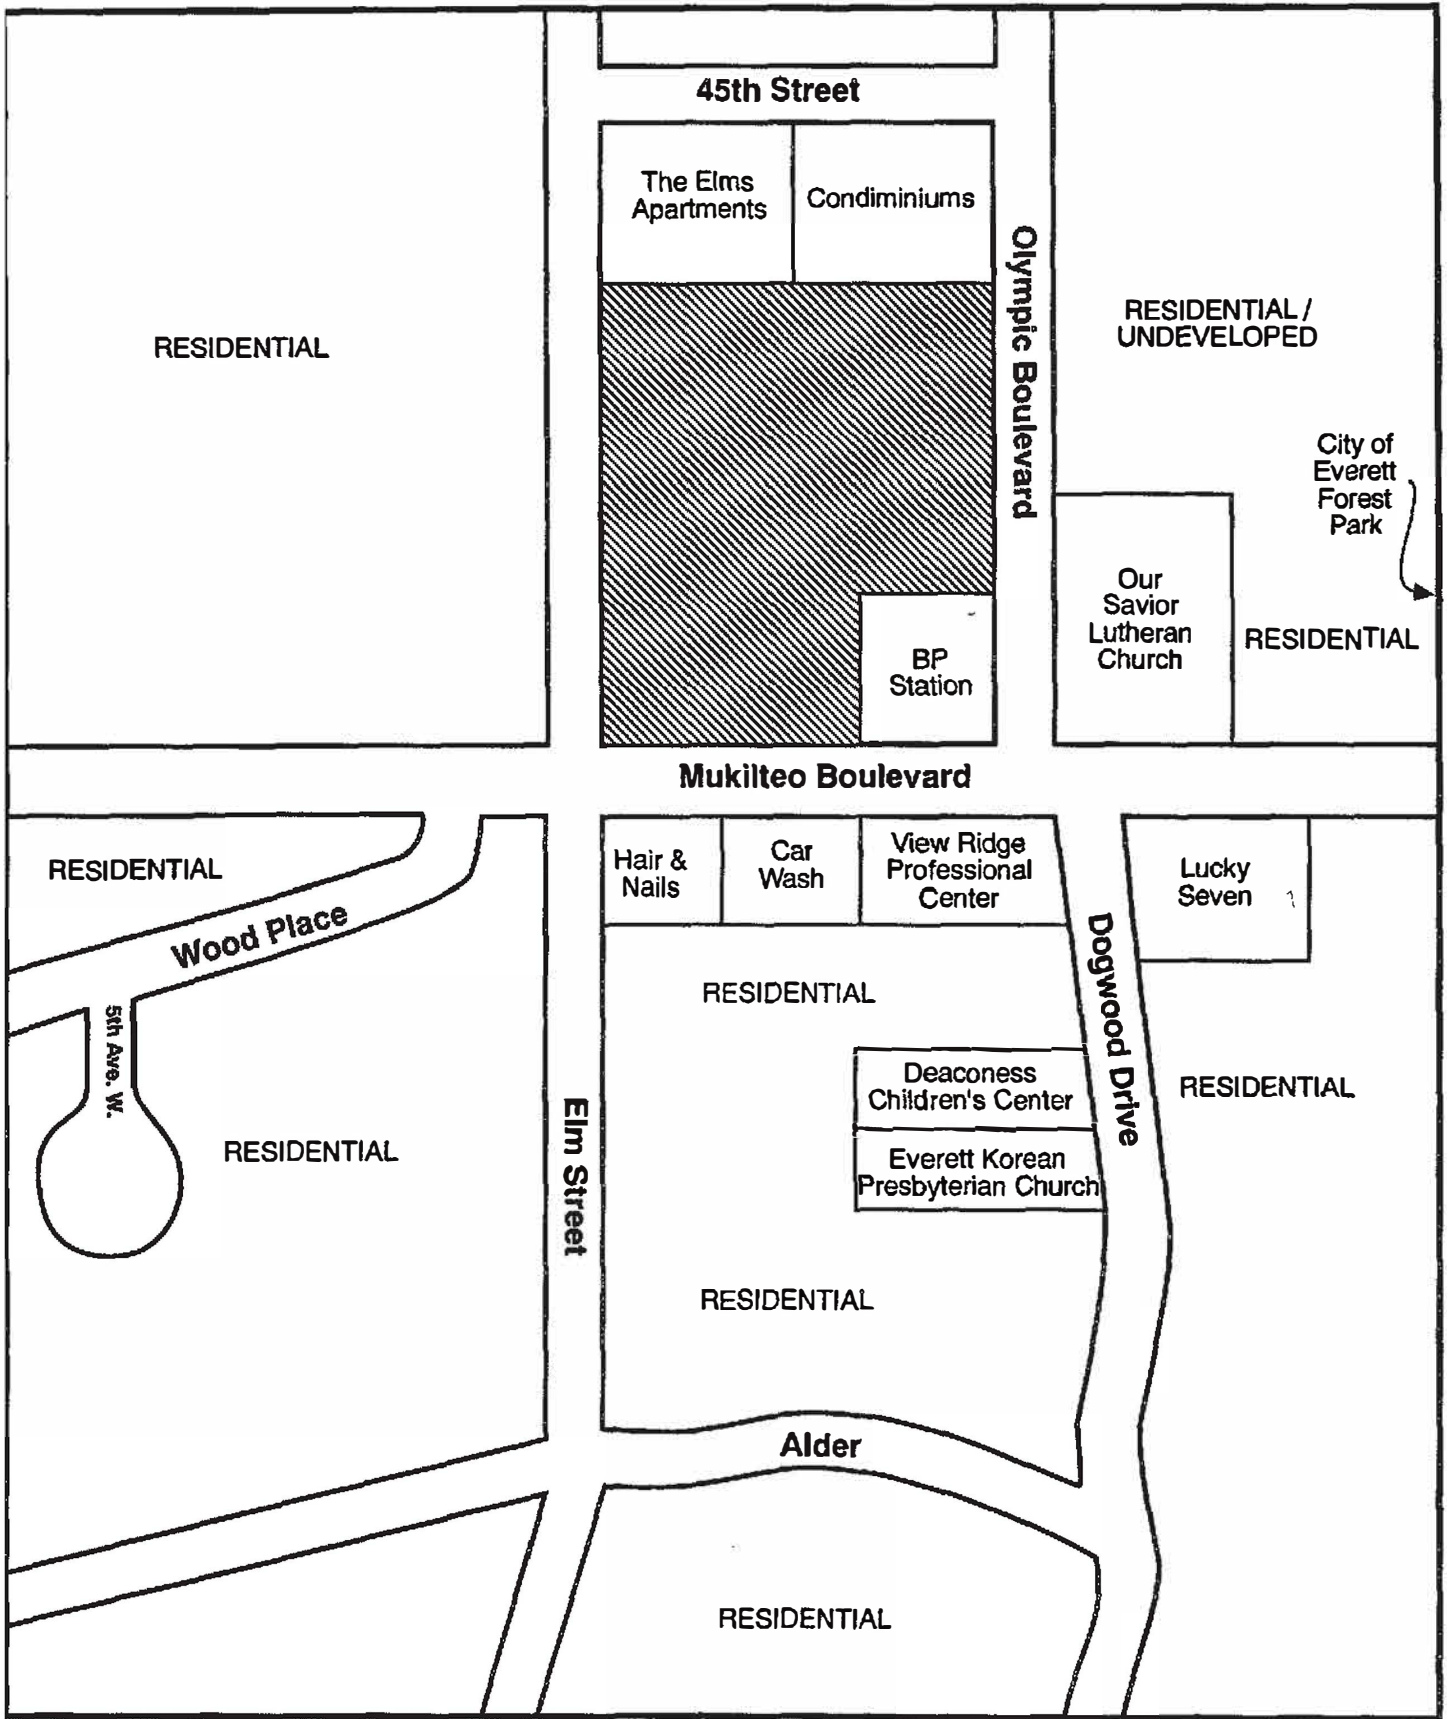 45th Street
The Elms
Apartments
Condiminiums
Olympic Boulevard
RESIDENTIAL
RESIDENTIAL /
UNDEVELOPED
City of
Everett
Forest
Park
Our
Savior
Lutheran
Church
RESIDENTIAL
BP
Station
Mukilteo Boulevard
RESIDENTIAL
Wood Place
5th Ave. W.
RESIDENTIAL
Elm Street
Hair &
Nails
Car
Wash
View Ridge
Professional
Center
Lucky
Seven
Dogwood Drive
RESIDENTIAL
Deaconess
Children's Center
Everett Korean
Presbyterian Church
RESIDENTIAL
RESIDENTIAL
Alder
RESIDENTIAL